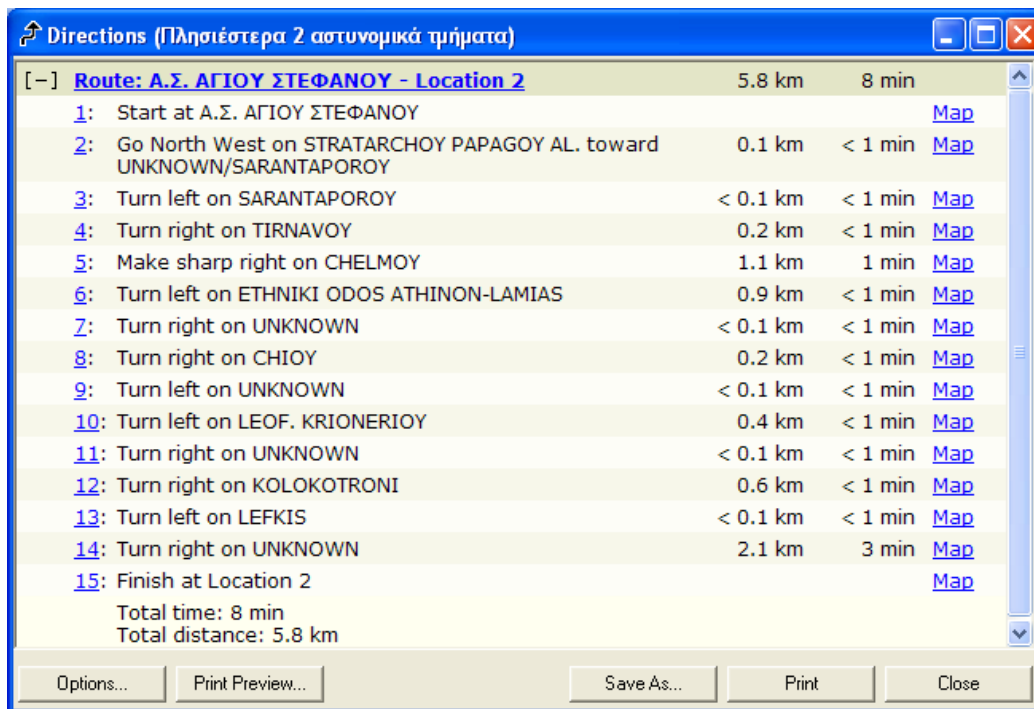 Directions (Πλησιέστερα 2 αστυνομικά τμήματα)
[-] Route: Α.Σ. ΑΓΙΟΥ ΣΤΕΦΑΝΟΥ - Location 2 5.8 km 8 min
1: Start at Α.Σ. ΑΓΙΟΥ ΣΤΕΦΑΝΟΥ Map
2: Go North West on STRATARCHOY PAPAGOY AL. toward 0.1 km < 1 min Map
UNKNOWN/SARANTAPOROY
3: Turn left on SARANTAPOROY < 0.1 km < 1 min Map
4: Turn right on TIRNAVOY 0.2 km < 1 min Map
5: Make sharp right on CHELMOY 1.1 km 1 min Map
6: Turn left on ETHNIKI ODOS ATHINON-LAMIAS 0.9 km < 1 min Map
7: Turn right on UNKNOWN < 0.1 km < 1 min Map
8: Turn right on CHIOY 0.2 km < 1 min Map
9: Turn left on UNKNOWN < 0.1 km < 1 min Map
10: Turn left on LEOF. KRIONERIOY 0.4 km < 1 min Map
11: Turn right on UNKNOWN < 0.1 km < 1 min Map
12: Turn right on KOLOKOTRONI 0.6 km < 1 min Map
13: Turn left on LEFKIS < 0.1 km < 1 min Map
14: Turn right on UNKNOWN 2.1 km 3 min Map
15: Finish at Location 2 Map
Total time: 8 min
Total distance: 5.8 km
Options... Print Preview... Save As... Print Close